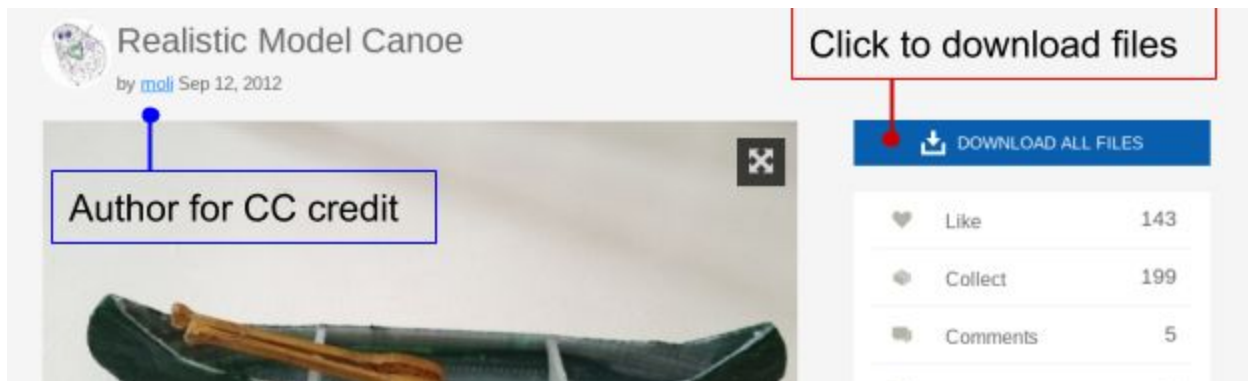 Realistic Model Canoe
by moli Sep 12, 2012
Click to download files
DOWNLOAD ALL FILES
Author for CC credit
Like 143
Collect 199
Comments 5